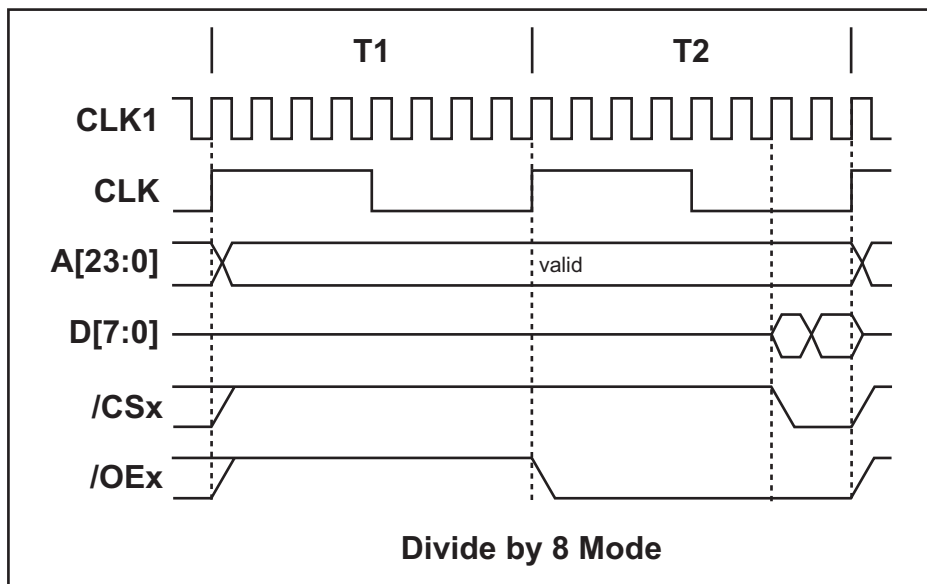 T1 T2
CLK1
CLK
A[23:0] valid
D[7:0]
/CSx
/OEx
Divide by 8 Mode